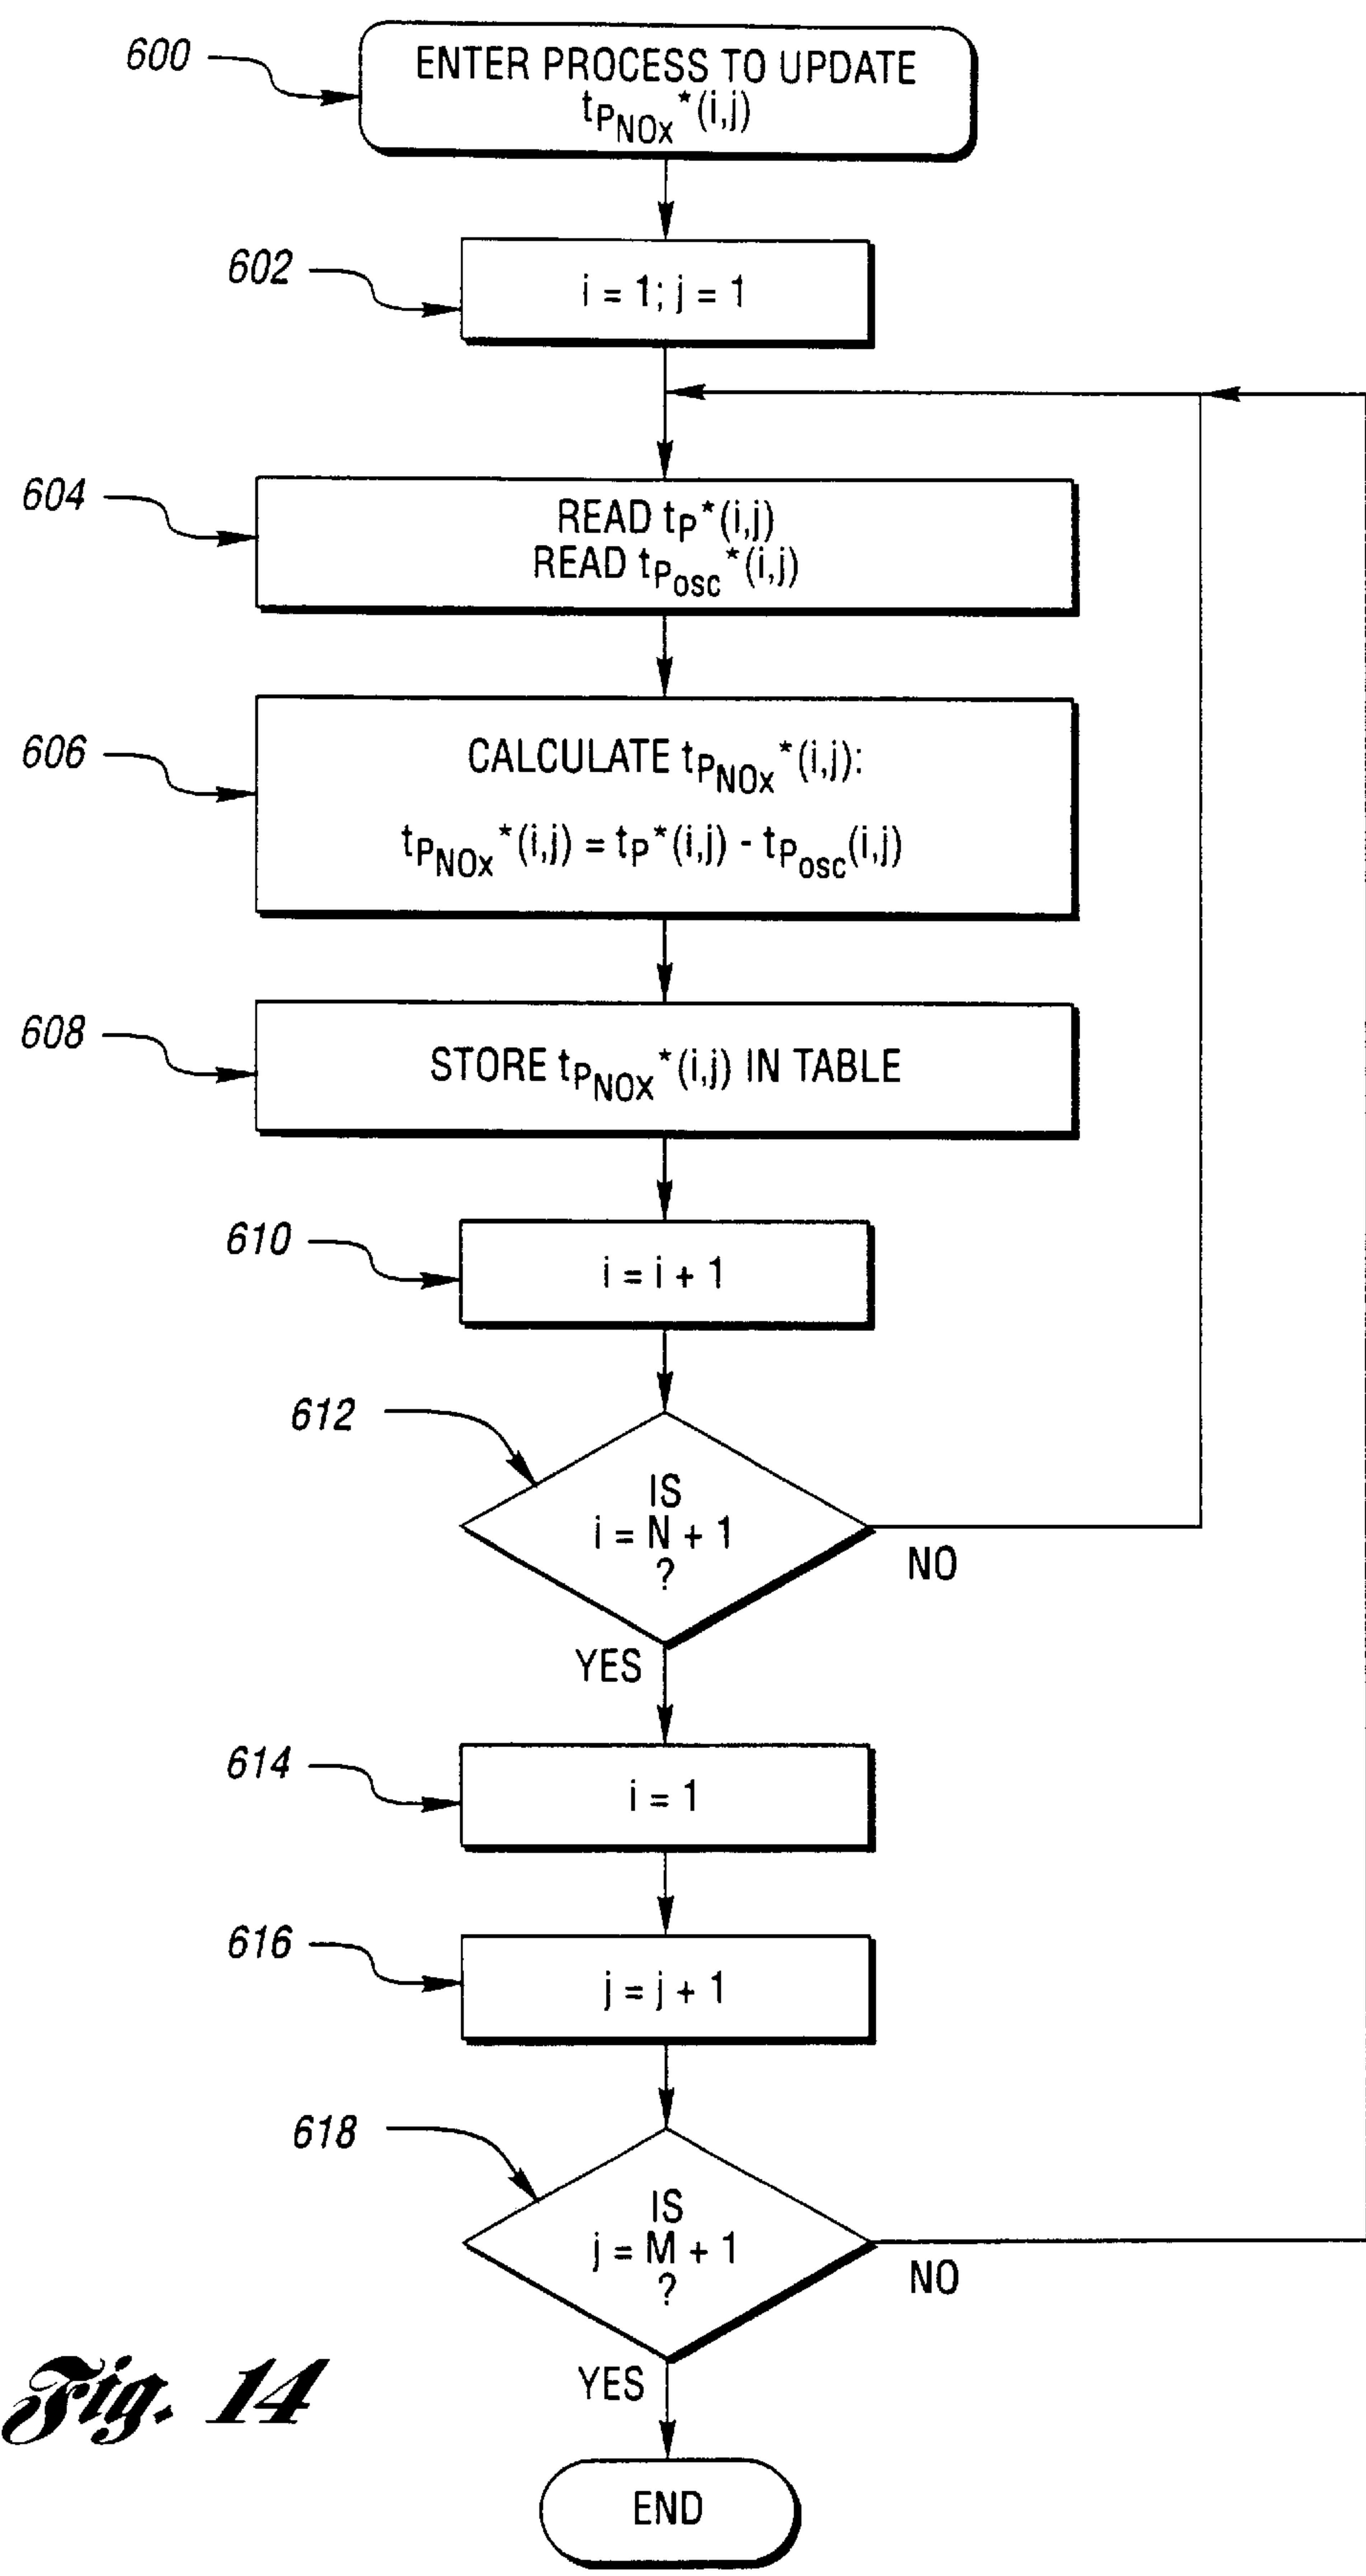 600
ENTER PROCESS TO UPDATE
tPNOx*(i,j)
602
i = 1; j = 1
604
READ tP*(i,j)
READ tPosc*(i,j)
606
CALCULATE tPNOx*(i,j):
tPNOx*(i,j) = tP*(i,j) - tPosc(i,j)
608
STORE tPNOx*(i,j) IN TABLE
610
i = i + 1
612
IS
i = N + 1
?
NO
YES
614
i = 1
616
j = j + 1
618
IS
j = M + 1
?
NO
YES
END
Fig. 14